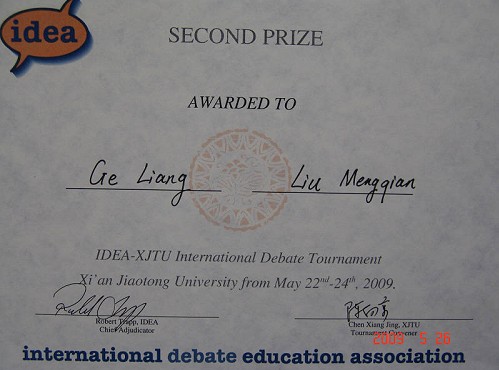 idea
SECOND PRIZE
AWARDED TO
Ge Liang Liu Mengqian
IDEA-XJTU International Debate Tournament
Xi'an Jiaotong University from May 22nd-24th, 2009.
Robert Trapp, IDEA Chen Xiang Jing, XJTU
Chief Adjudicator Tournament Convener
2009 5 26
international debate education association